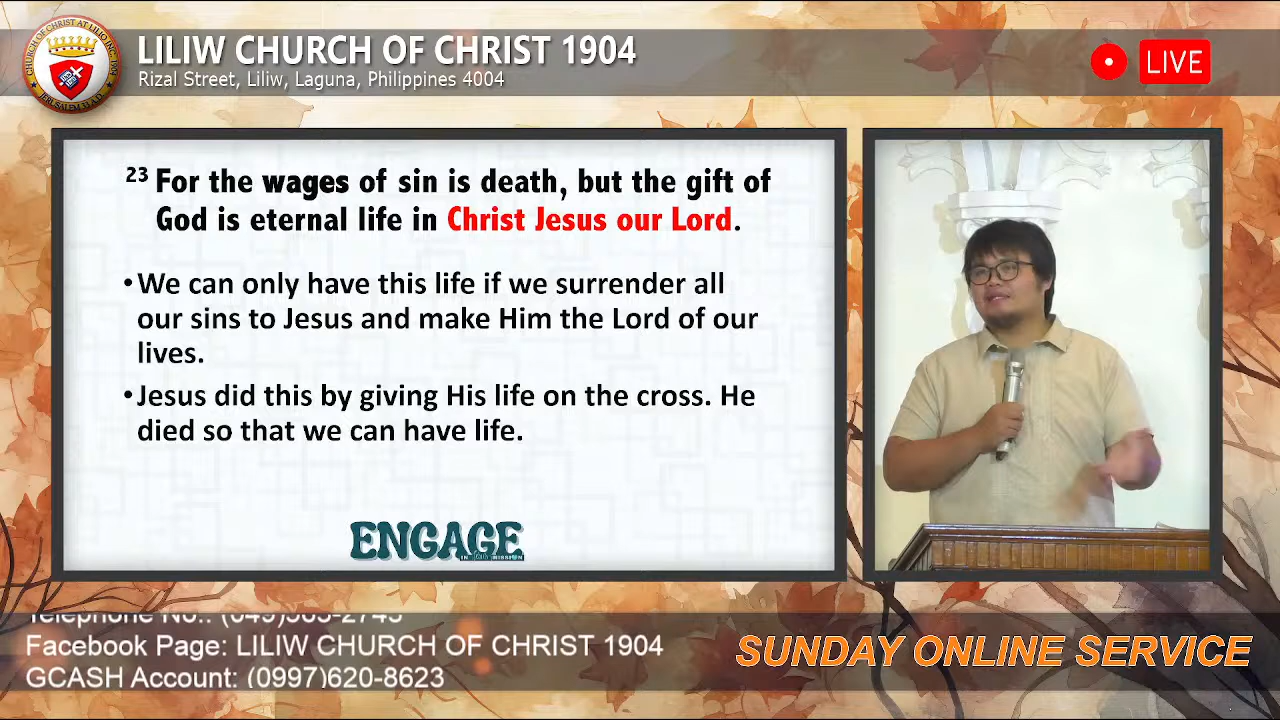 LILIW CHURCH OF CHRIST 1904
Rizal Street, Liliw, Laguna, Philippines 4004
LIVE
23 For the wages of sin is death, but the gift of
God is eternal life in Christ Jesus our Lord.
•We can only have this life if we surrender all
our sins to Jesus and make Him the Lord of our
lives.
•Jesus did this by giving His life on the cross. He
died so that we can have life.
ENGAGE
Facebook Page: LILIW CHURCH OF CHRIST 1904
GCASH Account: (0997)620-8623
SUNDAY ONLINE SERVICE